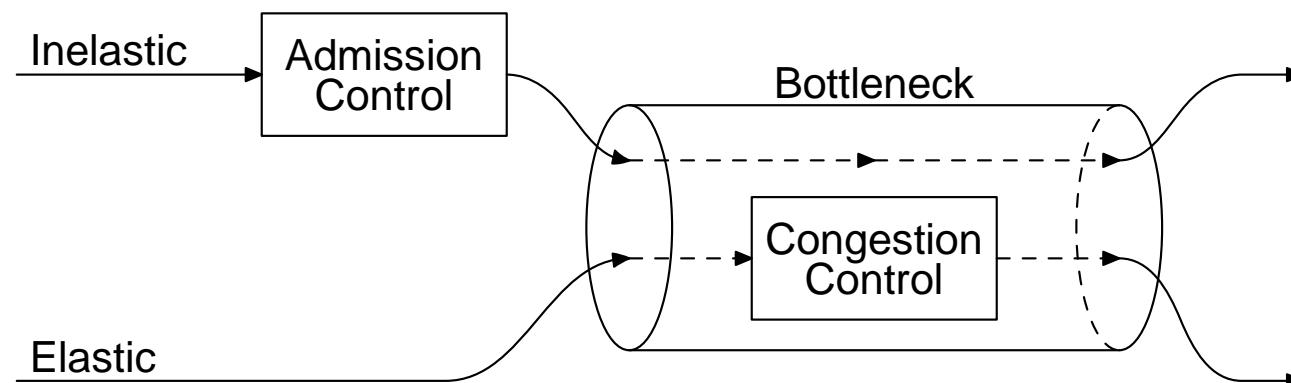 Inelastic
Admission
Control
Bottleneck
Congestion
Control
Elastic